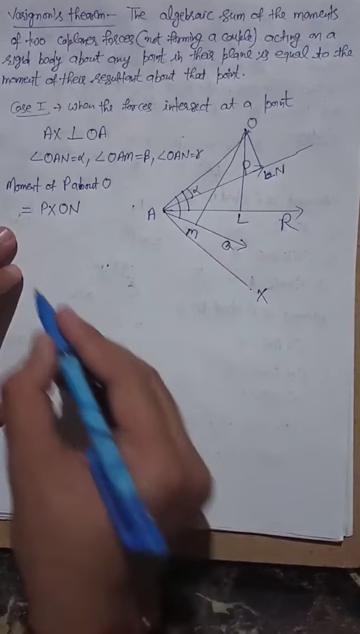 Varignon's theorem - The algebraic sum of the moments
of two coplaner forces (not forming a couple) acting on a
rigid body about any point in their plane is equal to the
moment of their resultant about that point.
Case I → when the forces intersect at a point
AX ⊥ OA
∠OAN=α, ∠OAM=β, ∠OAN=γ
Moment of P about O
= P×ON
O
α
P
N
A
L
R
M
Q
X